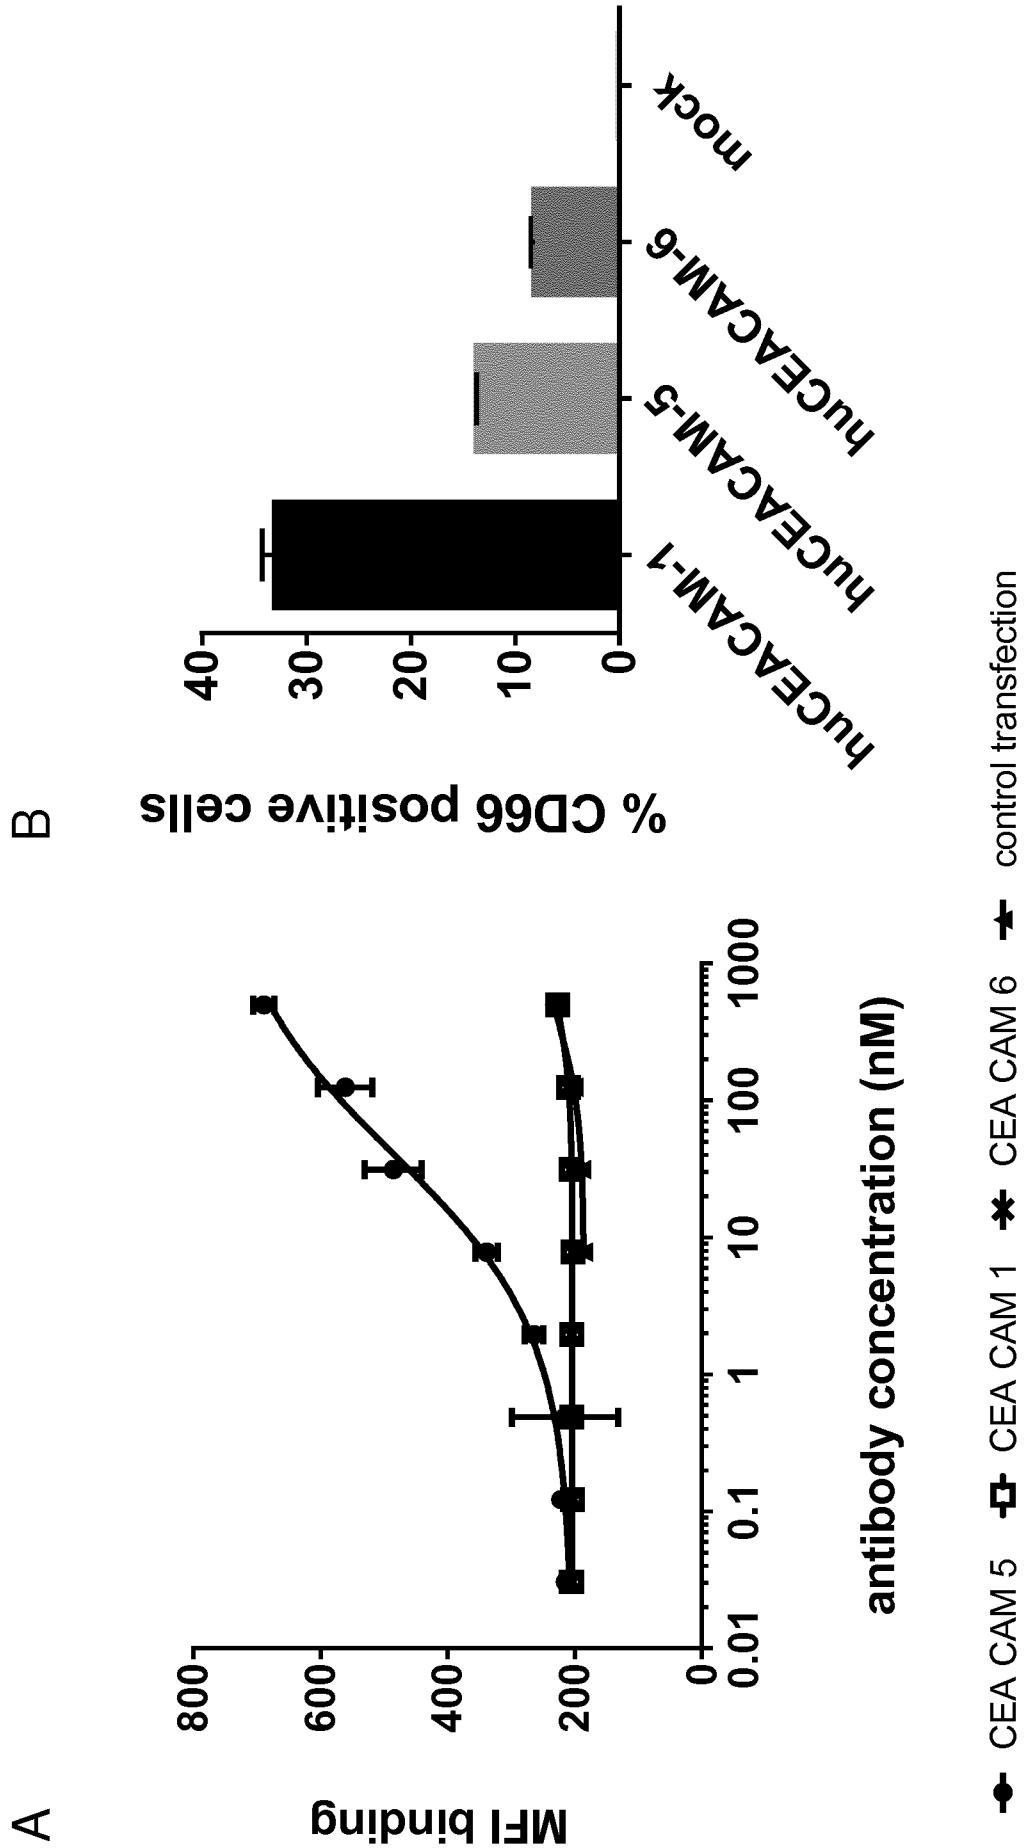 A
MFI binding
800
600
400
200
0
0.01
0.1
1
10
100
1000
antibody concentration (nM)
B
% CD66 positive cells
40
30
20
10
0
huCEACAM-1
huCEACAM-5
huCEACAM-6
mock
CEA CAM 5 CEA CAM 1 CEA CAM 6 control transfection